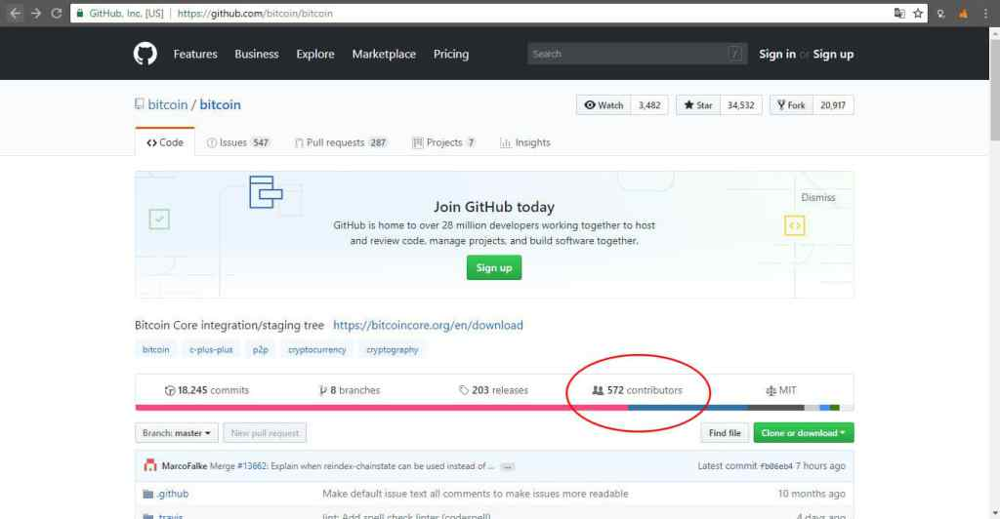 GitHub, Inc. [US] | https://github.com/bitcoin/bitcoin
Features Business Explore Marketplace Pricing Search / Sign in or Sign up
bitcoin / bitcoin Watch 3,482 Star 34,532 Fork 20,917
Code Issues 547 Pull requests 287 Projects 7 Insights
Dismiss
Join GitHub today
GitHub is home to over 28 million developers working together to host
and review code, manage projects, and build software together.
Sign up
Bitcoin Core integration/staging tree https://bitcoincore.org/en/download
bitcoin c-plus-plus p2p cryptocurrency cryptography
18,245 commits 8 branches 203 releases 572 contributors MIT
Branch: master New pull request Find file Clone or download
MarcoFalke Merge #13662: Explain when reindex-chainstate can be used instead of ... Latest commit fb06eb4 7 hours ago
.github Make default issue text all comments to make issues more readable 10 months ago
.travis lint: Add spell check linter (codespell) 4 days ago